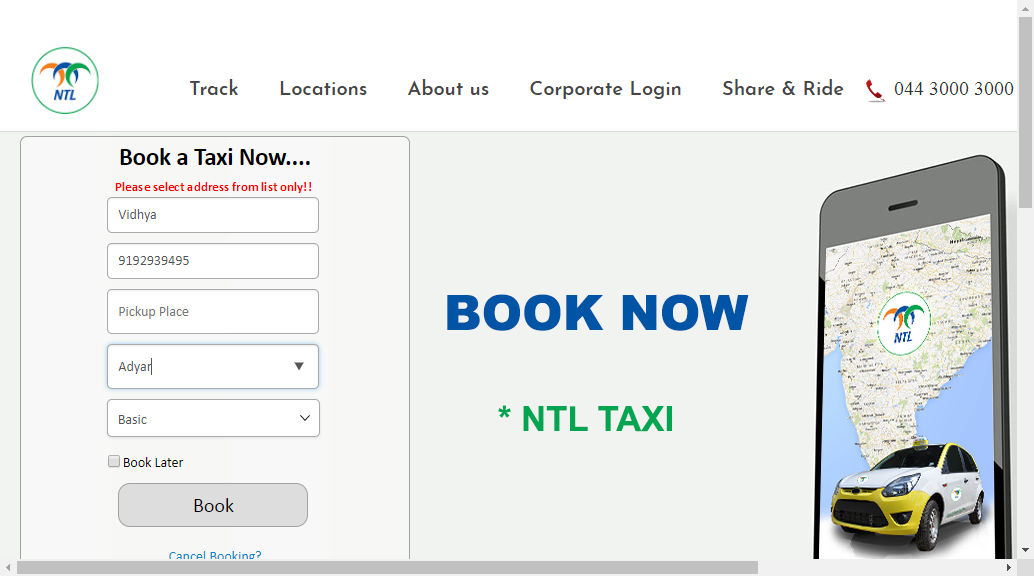 NTL
Track
Locations
About us
Corporate Login
Share & Ride
044 3000 3000
Book a Taxi Now....
Please select address from list only!!
Vidhya
9192939495
Pickup Place
Adyar
Basic
Book Later
Book
Cancel Booking?
BOOK NOW
* NTL TAXI
NTL